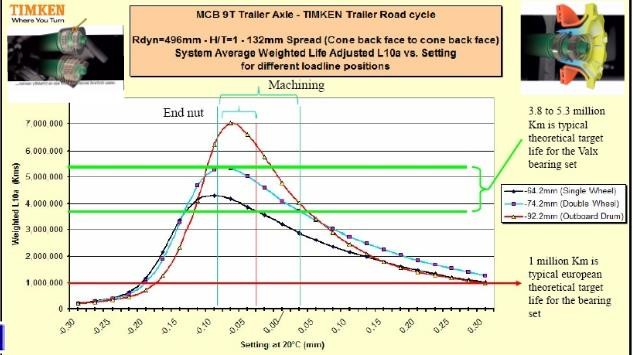 TIMKEN
Where You Turn
MCB 9T Trailer Axle - TIMKEN Trailer Road cycle
Rdyn=496mm - H/T=1 - 132mm Spread (Cone back face to cone back face)
System Average Weighted Life Adjusted L10a vs. Setting
for different loadline positions
Machining
End nut
3.8 to 5.3 million
Km is typical
theoretical target
life for the Valx
bearing set
Weighted L10a (Kms)
7.000.000
6.000.000
5.000.000
4.000.000
3.000.000
2.000.000
1.000.000
0
-64.2mm (Single Wheel)
-74.2mm (Double Wheel)
-92.2mm (Outboard Drum)
1 million Km is
typical european
theoretical target
life for the bearing
set
-0.30
-0.25
-0.20
-0.15
-0.10
-0.05
0.00
0.05
0.10
0.15
0.20
0.25
0.30
Setting at 20°C (mm)